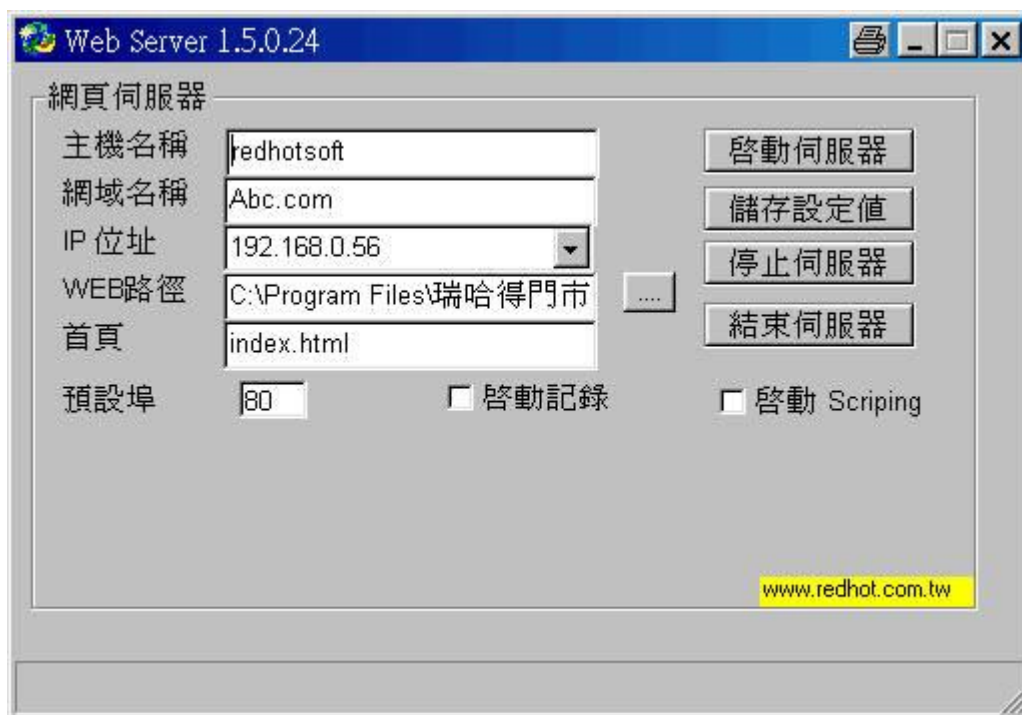 Web Server 1.5.0.24
網頁伺服器
主機名稱 redhotsoft 啓動伺服器
網域名稱 Abc.com 儲存設定值
IP 位址 192.168.0.56 停止伺服器
WEB路徑 C:\Program Files\瑞哈得門市 ....
首頁 index.html 結束伺服器
預設埠 80 啓動記錄 啓動 Scriping
www.redhot.com.tw